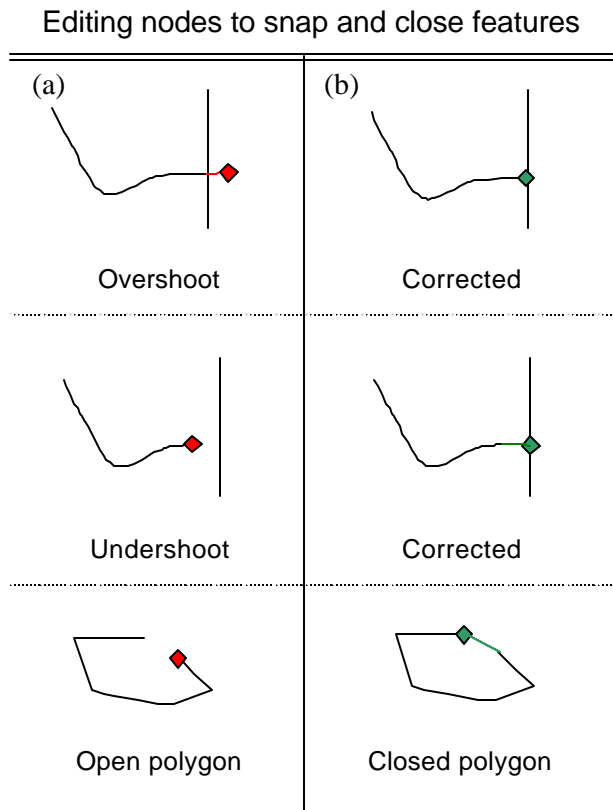 Editing nodes to snap and close features
(a) (b)
Overshoot Corrected
Undershoot Corrected
Open polygon Closed polygon